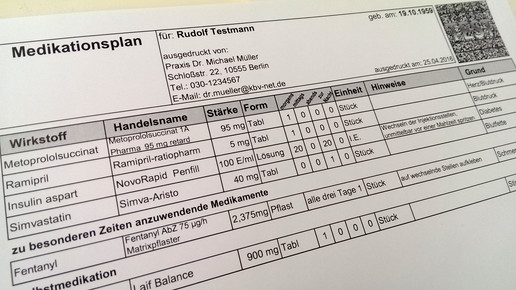 Medikationsplan
für: Rudolf Testmann
geb. am: 19.10.1959
ausgedruckt von:
Praxis Dr. Michael Müller
Schloßstr. 22, 10555 Berlin
Tel.: 030-1234567
E-Mail: dr.mueller@kbv-net.de
ausgedruckt am: 25.04.2016
Wirkstoff Handelsname Stärke Form morgens mittags abends zur Nacht Einheit Hinweise Grund
Metoprololsuccinat Metoprololsuccinat 1A Pharma 95 mg retard 95 mg Tabl 1 0 0 0 Stück Herz/Blutdruck
Ramipril Ramipril-ratiopharm 5 mg Tabl 1 0 0 0 Stück Blutdruck
Insulin aspart NovoRapid Penfill 100 E/ml Lösung 20 0 20 0 I.E. Wechseln der Injektionsstellen, unmittelbar vor einer Mahlzeit spritzen Diabetes
Simvastatin Simva-Aristo 40 mg Tabl 0 0 1 0 Stück Blutfette
zu besonderen Zeiten anzuwendende Medikamente
Fentanyl Fentanyl AbZ 75 µg/h Matrixpflaster 2,375mg Pflast alle drei Tage 1 Stück auf wechselnde Stellen aufkleben Schmer
lbstmedikation
Laif Balance 900 mg Tabl 1 0 0 0 Stück